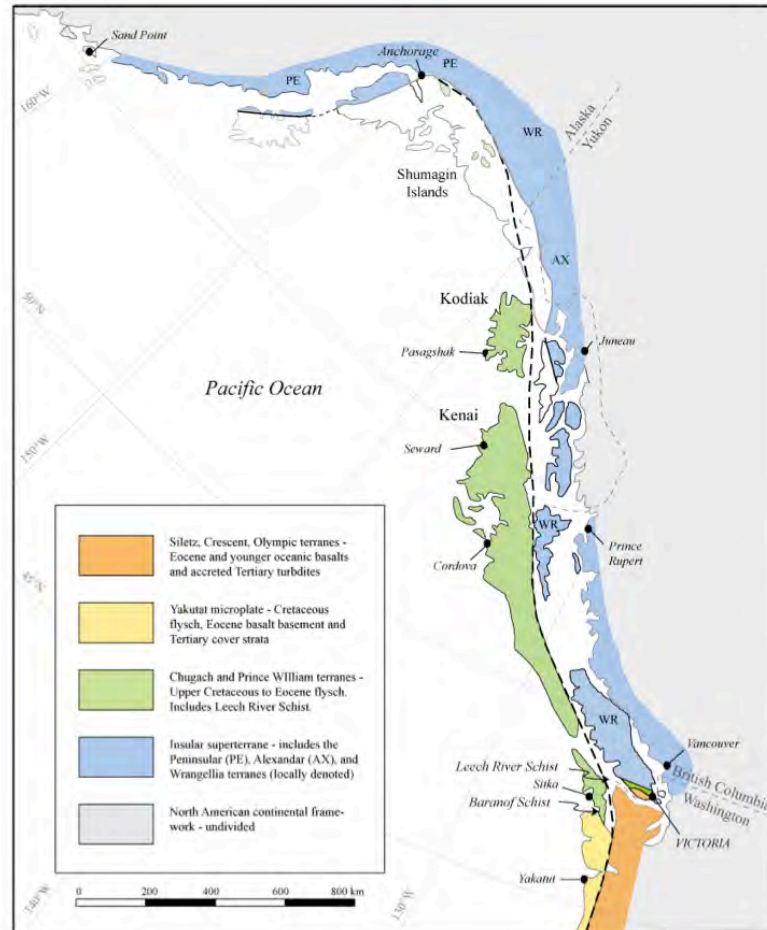 Sand Point
Anchorage
PE
PE
160°W
WR
Alaska
Yukon
Shumagin
Islands
AX
50°N
Kodiak
Juneau
Pasagshak
Pacific Ocean
Kenai
150°W
Seward
WR
Prince
Rupert
Cordova
45°N
Siletz, Crescent, Olympic terranes -
Eocene and younger oceanic basalts
and accreted Tertiary turbdites
Yakutat microplate - Cretaceous
flysch, Eocene basalt basement and
Tertiary cover strata
Chugach and Prince WIlliam terranes -
Upper Cretaceous to Eocene flysch.
Includes Leech River Schist.
Insular superterrane - includes the
Peninsular (PE), Alexandar (AX), and
Wrangellia terranes (locally denoted)
North American continental frame-
work - undivided
WR
Vancouver
Leech River Schist
British Columbia
Washington
Sitka
Baranof Schist
VICTORIA
Yakutat
0 200 400 600 800 km
140°W
130°W